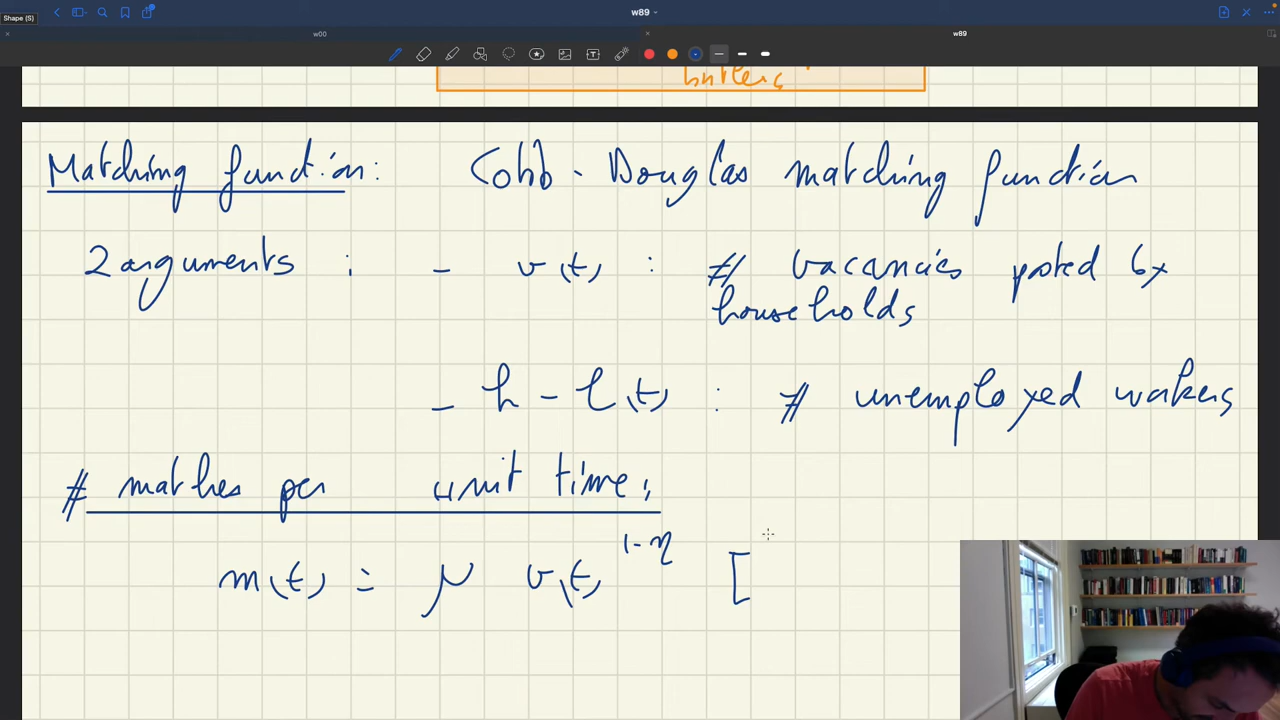 Shape (S)
w89
w00
w89
butlers
Matching function: Cobb-Douglas matching function
2 arguments : - v(t) : # vacancies posted by
households
- h - l(t) : # unemployed workers
# matches per unit time:
m(t) = μ v(t)^{1-η} [